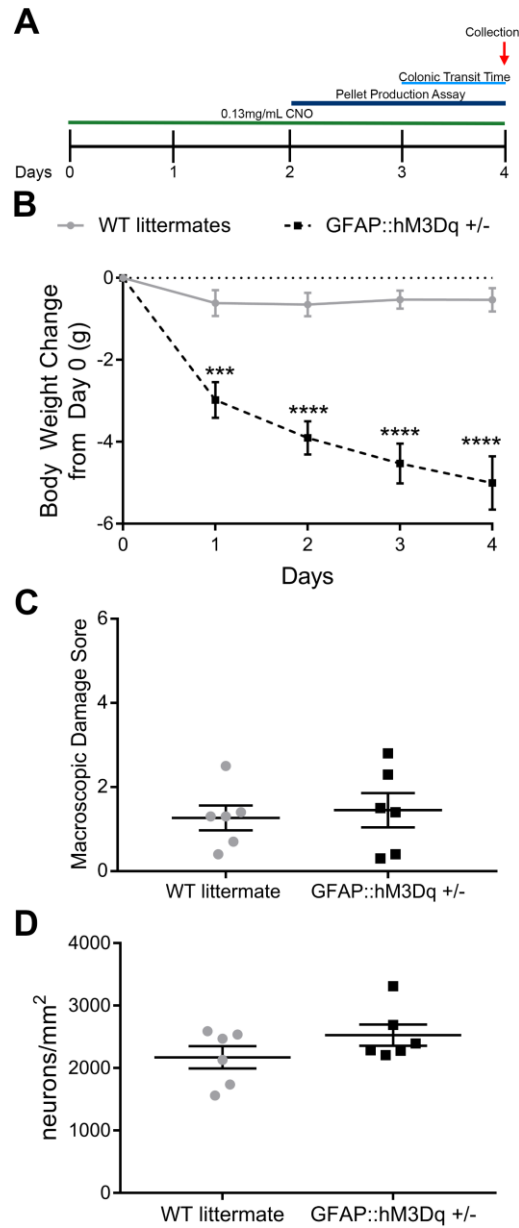 A
Collection
Colonic Transit Time
Pellet Production Assay
0.13mg/mL CNO
Days 0 1 2 3 4
B
WT littermates GFAP::hM3Dq +/-
Body Weight Change
from Day 0 (g)
0
-2
-4
-6
***
****
****
****
0 1 2 3 4
Days
C
Macroscopic Damage Sore
6
4
2
0
WT littermate GFAP::hM3Dq +/-
D
neurons/mm²
4000
3000
2000
1000
0
WT littermate GFAP::hM3Dq +/-